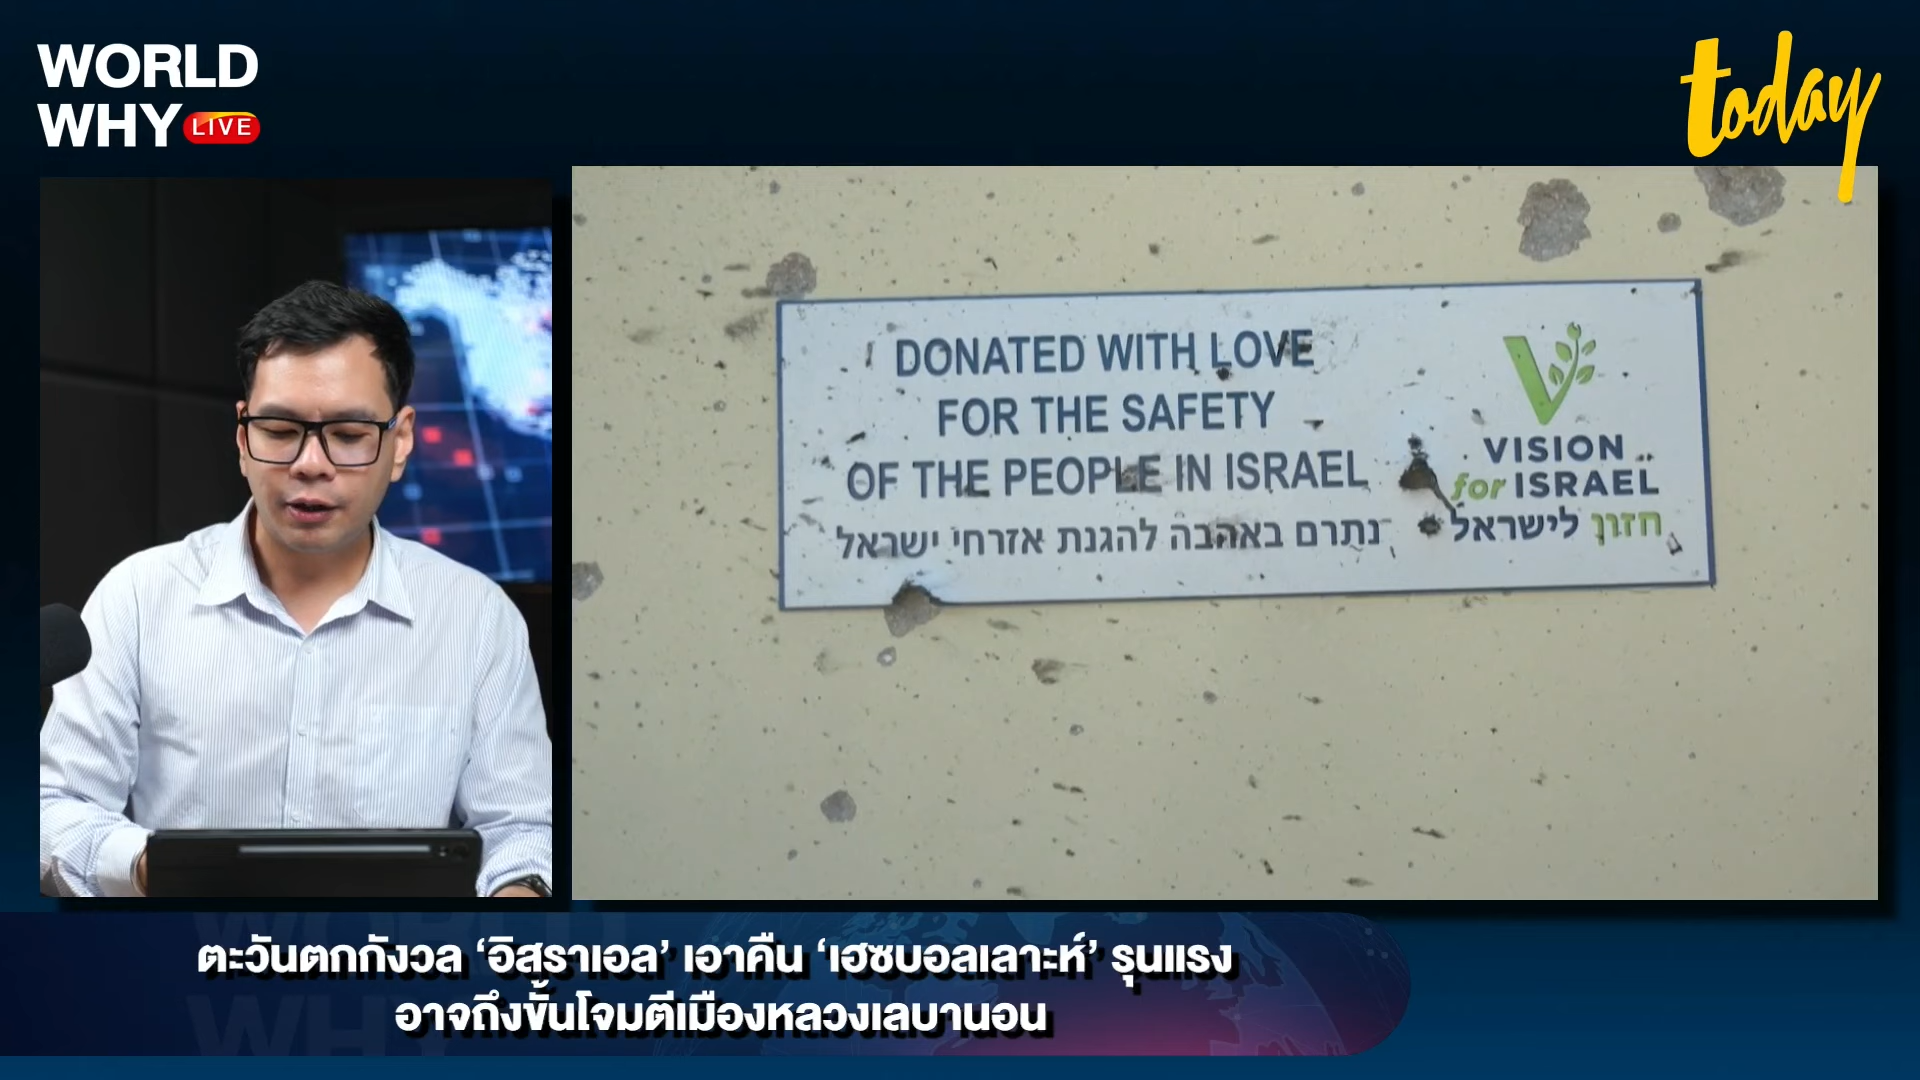 WORLD
WHY LIVE
today
DONATED WITH LOVE
FOR THE SAFETY
OF THE PEOPLE IN ISRAEL
נתרם באהבה להגנת אזרחי ישראל
VISION
for ISRAEL
חזון לישראל
ตะวันตกกังวล ‘อิสราเอล’ เอาคืน ‘เฮซบอลเลาะห์’ รุนแรง
อาจถึงขั้นโจมตีเมืองหลวงเลบานอน